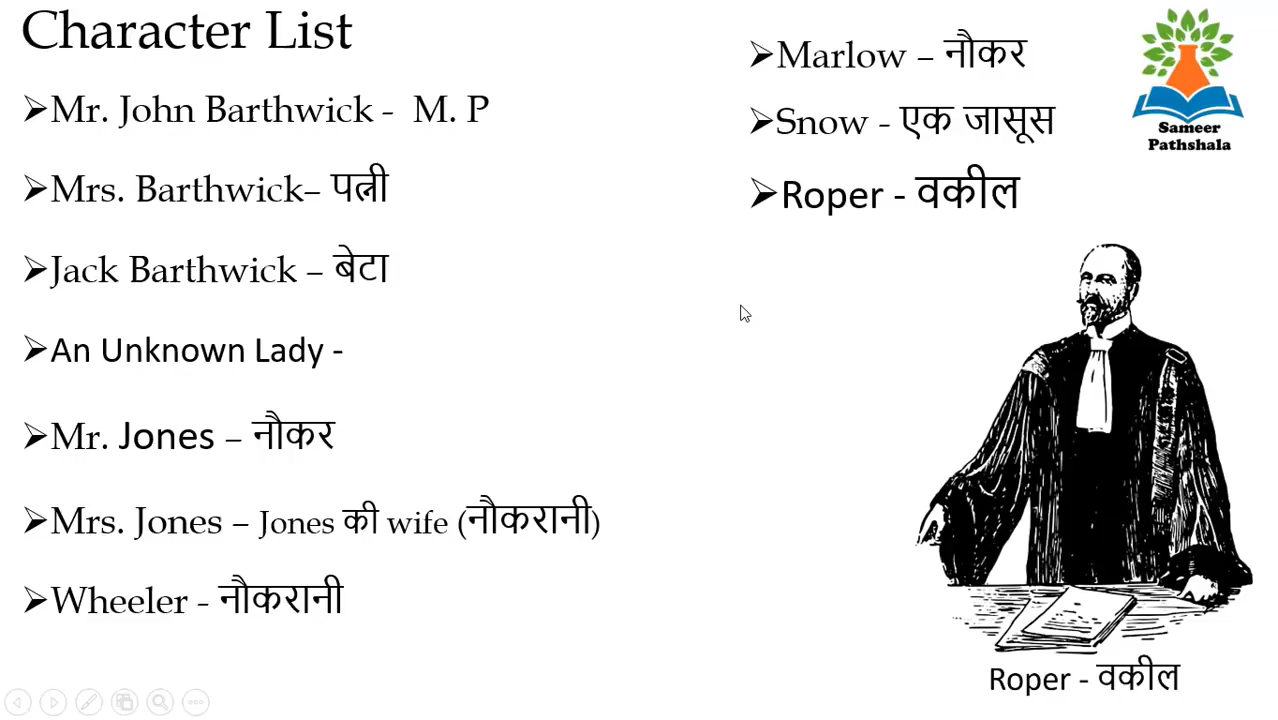 Character List
➢Mr. John Barthwick - M. P
➢Mrs. Barthwick– पत्नी
➢Jack Barthwick – बेटा
➢An Unknown Lady -
➢Mr. Jones – नौकर
➢Mrs. Jones – Jones की wife (नौकरानी)
➢Wheeler - नौकरानी
➢Marlow – नौकर
➢Snow - एक जासूस
➢Roper - वकील
Sameer
Pathshala
Roper - वकील